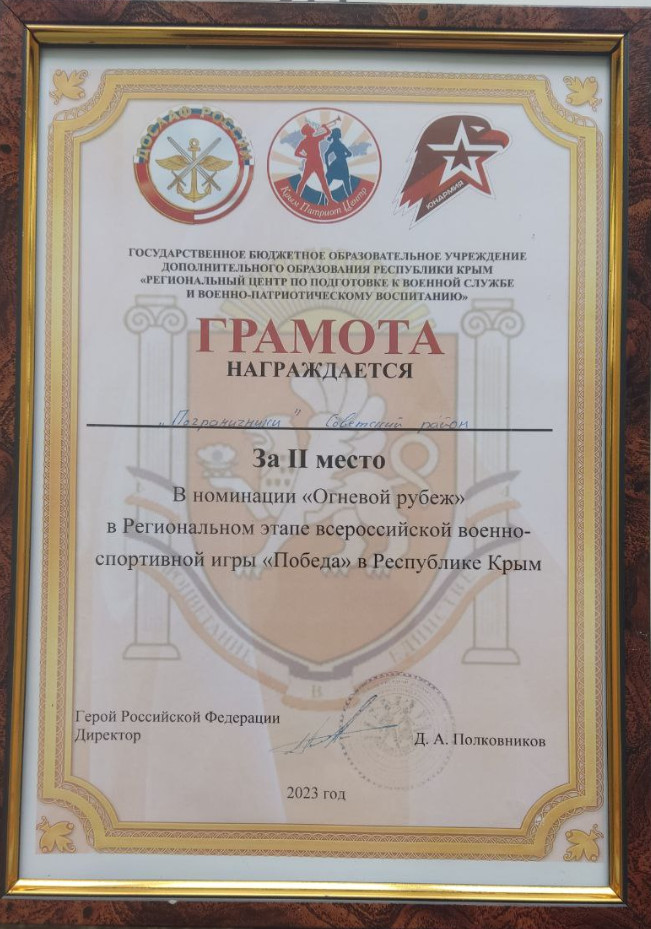 ДОСААФ РОССИИ
Крым Патриот Центр
ЮНАРМИЯ
ГОСУДАРСТВЕННОЕ БЮДЖЕТНОЕ ОБРАЗОВАТЕЛЬНОЕ УЧРЕЖДЕНИЕ
ДОПОЛНИТЕЛЬНОГО ОБРАЗОВАНИЯ РЕСПУБЛИКИ КРЫМ
«РЕГИОНАЛЬНЫЙ ЦЕНТР ПО ПОДГОТОВКЕ К ВОЕННОЙ СЛУЖБЕ
И ВОЕННО-ПАТРИОТИЧЕСКОМУ ВОСПИТАНИЮ»
ГРАМОТА
НАГРАЖДАЕТСЯ
„Пограничники" Советский район
За II место
В номинации «Огневой рубеж»
в Региональном этапе всероссийской военно-
спортивной игры «Победа» в Республике Крым
ПРОЦВЕТАНИЕ В ЕДИНСТВЕ
Герой Российской Федерации
Директор
Д. А. Полковников
2023 год